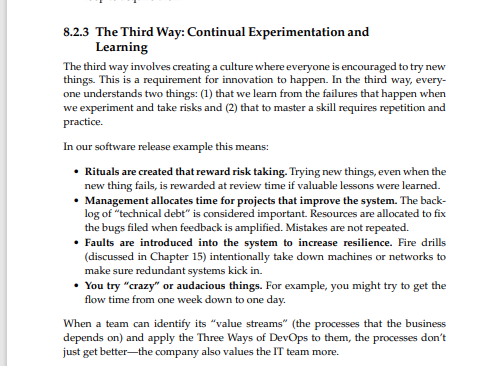 8.2.3 The Third Way: Continual Experimentation and
Learning
The third way involves creating a culture where everyone is encouraged to try new
things. This is a requirement for innovation to happen. In the third way, every-
one understands two things: (1) that we learn from the failures that happen when
we experiment and take risks and (2) that to master a skill requires repetition and
practice.
In our software release example this means:
• Rituals are created that reward risk taking. Trying new things, even when the
new thing fails, is rewarded at review time if valuable lessons were learned.
• Management allocates time for projects that improve the system. The back-
log of “technical debt” is considered important. Resources are allocated to fix
the bugs filed when feedback is amplified. Mistakes are not repeated.
• Faults are introduced into the system to increase resilience. Fire drills
(discussed in Chapter 15) intentionally take down machines or networks to
make sure redundant systems kick in.
• You try “crazy” or audacious things. For example, you might try to get the
flow time from one week down to one day.
When a team can identify its “value streams” (the processes that the business
depends on) and apply the Three Ways of DevOps to them, the processes don’t
just get better—the company also values the IT team more.